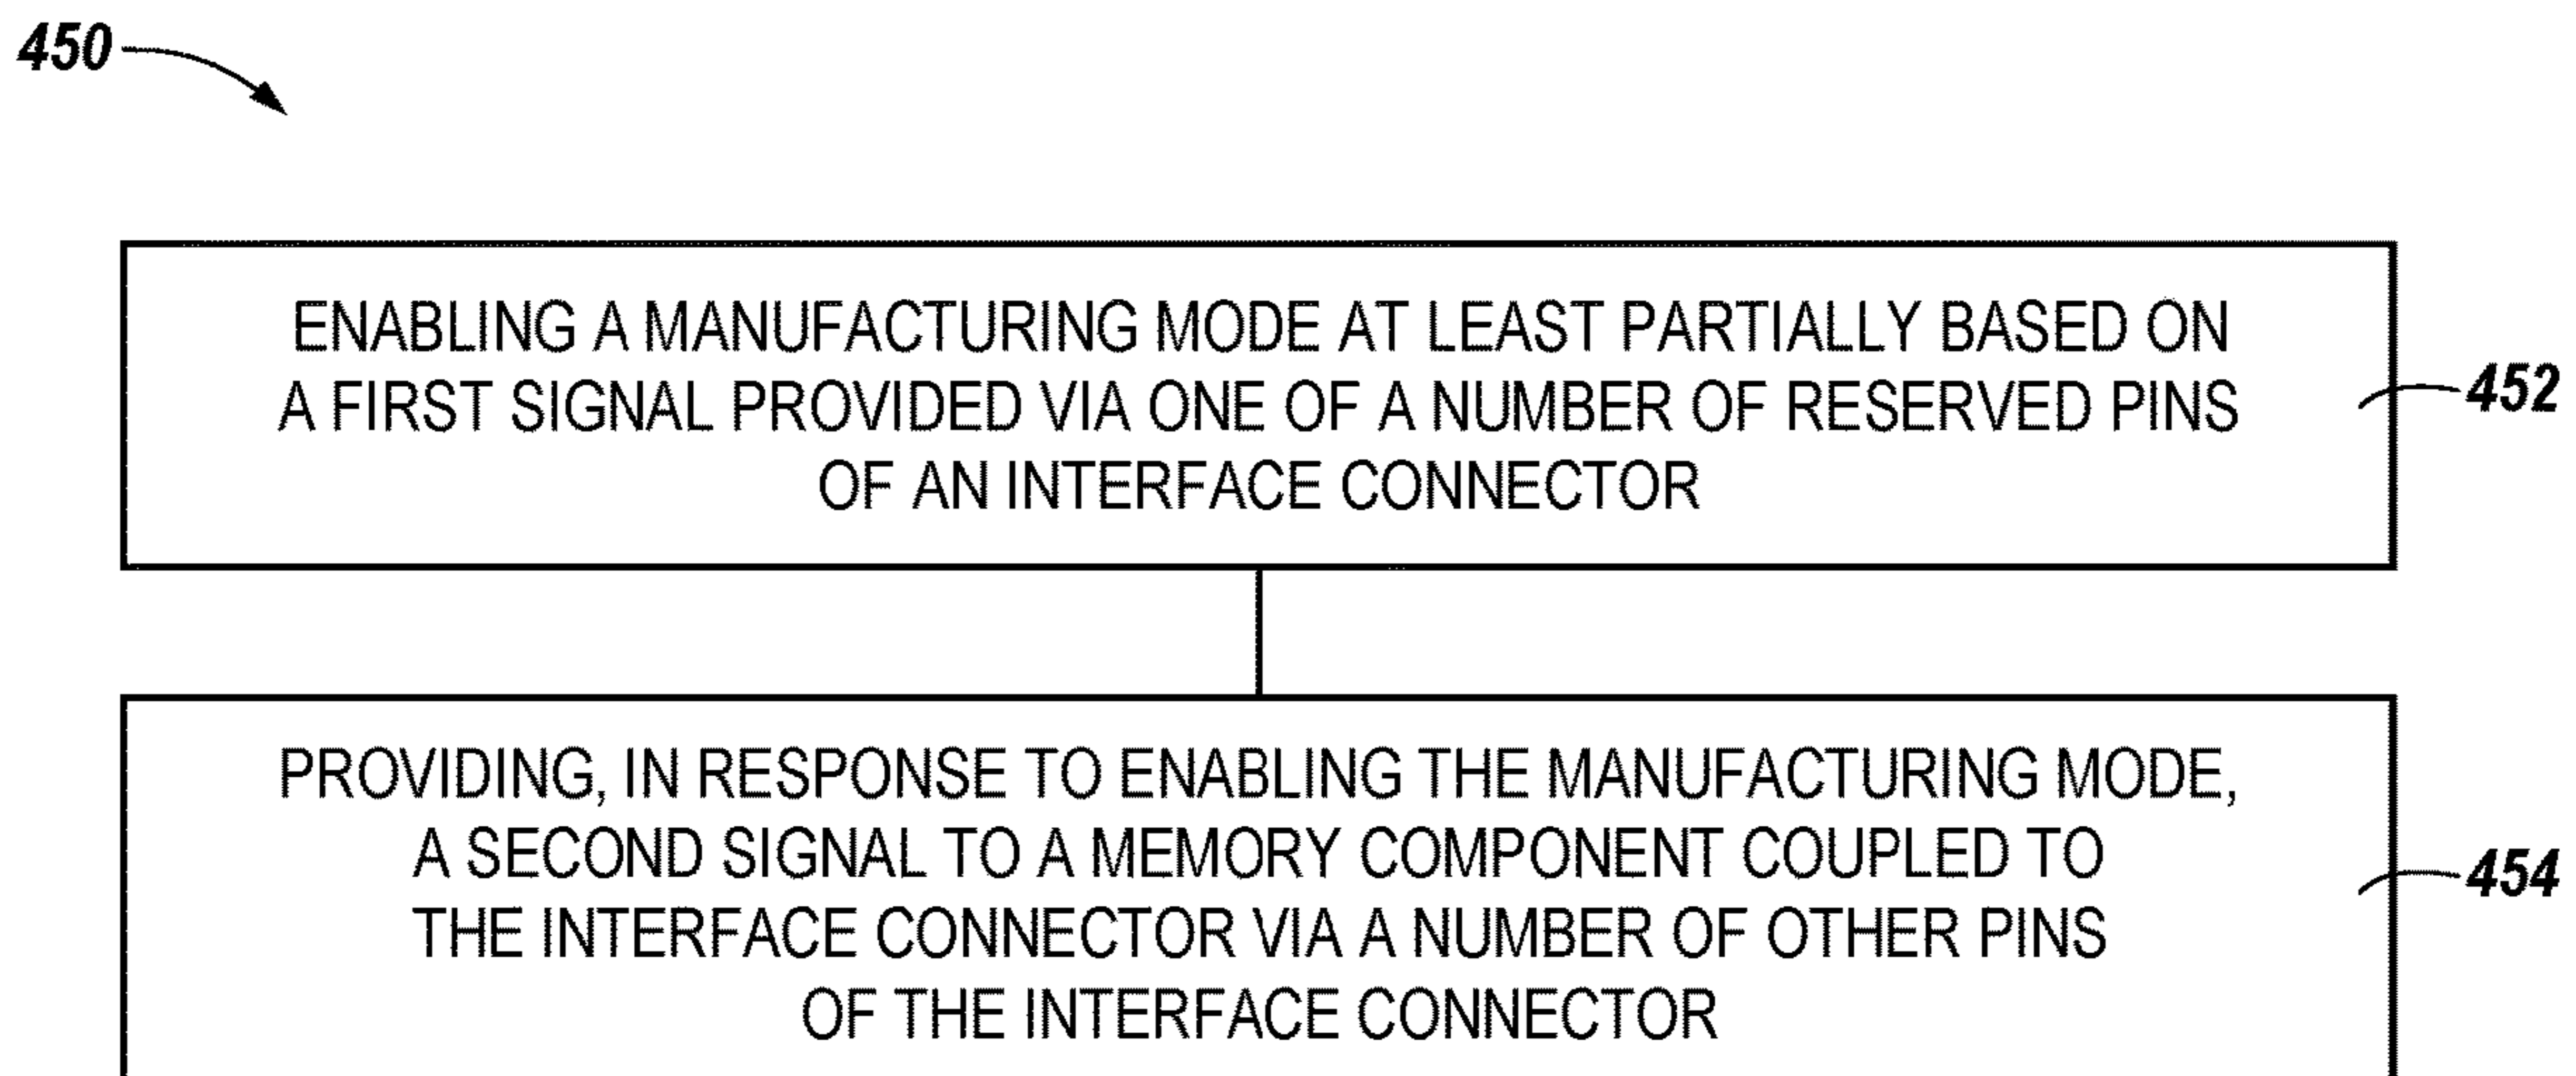 450
ENABLING A MANUFACTURING MODE AT LEAST PARTIALLY BASED ON
A FIRST SIGNAL PROVIDED VIA ONE OF A NUMBER OF RESERVED PINS
OF AN INTERFACE CONNECTOR
452
PROVIDING, IN RESPONSE TO ENABLING THE MANUFACTURING MODE,
A SECOND SIGNAL TO A MEMORY COMPONENT COUPLED TO
THE INTERFACE CONNECTOR VIA A NUMBER OF OTHER PINS
OF THE INTERFACE CONNECTOR
454